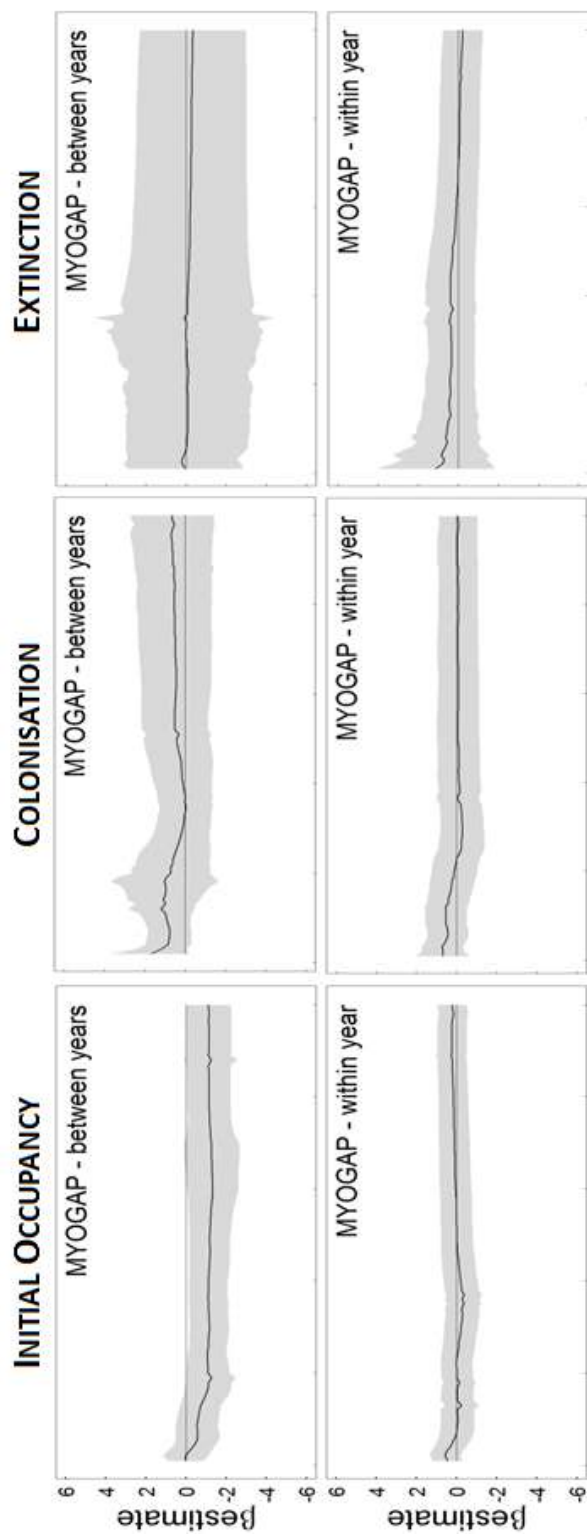 INITIAL OCCUPANCY
COLONISATION
EXTINCTION
βestimate
6
4
2
0
-2
-4
-6
MYOGAP - between years
MYOGAP - between years
MYOGAP - between years
βestimate
6
4
2
0
-2
-4
-6
MYOGAP - within year
MYOGAP - within year
MYOGAP - within year